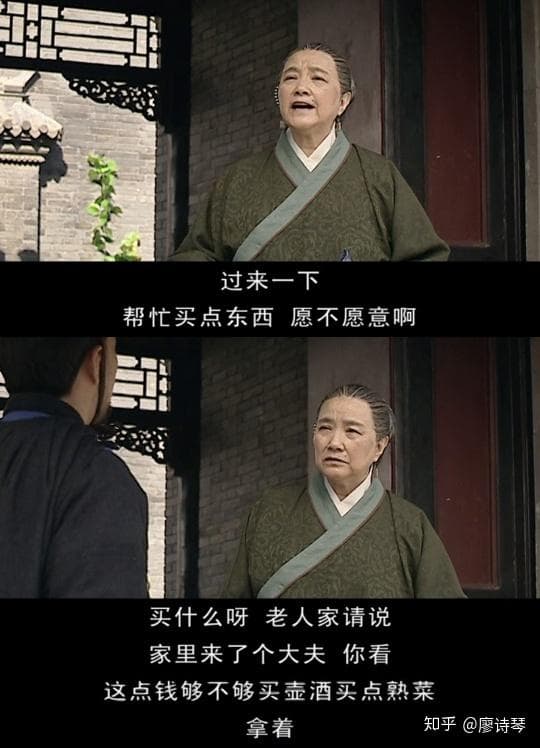 过来一下
帮忙买点东西 愿不愿意啊
买什么呀 老人家请说
家里来了个大夫 你看
这点钱够不够买壶酒买点熟菜
拿着
知乎 @廖诗琴